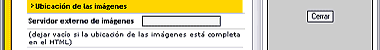 > Ubicación de las imágenes
Servidor externo de imágenes
(dejar vacío si la ubicación de las imágenes está completa
en el HTML)
Cerrar